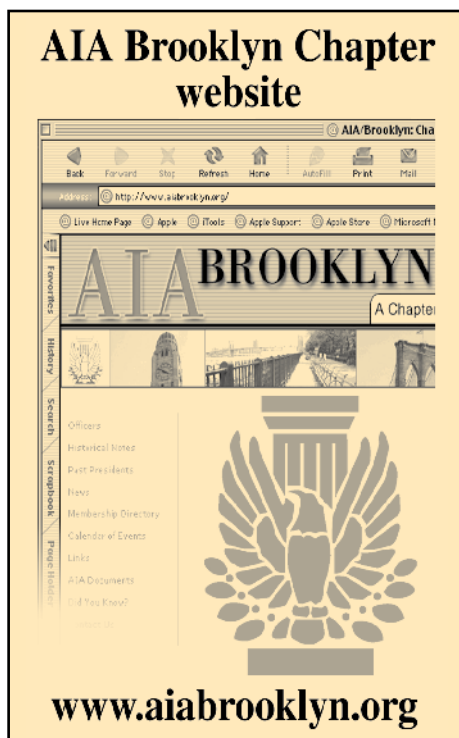 AIA Brooklyn Chapter
website
AIA/Brooklyn: Cha
Back Forward Stop Refresh Home AutoFill Print Mail
Address: http://www.aiabrooklyn.org/
Live Home Page Apple iTools Apple Support Apple Store Microsoft
AIA BROOKLYN
A Chapter
Favorites
History
Search
Scrapbook
Page Holder
Officers
Historical Notes
Past Presidents
News
Membership Directory
Calendar of Events
Links
AIA Documents
Did You Know?
www.aiabrooklyn.org